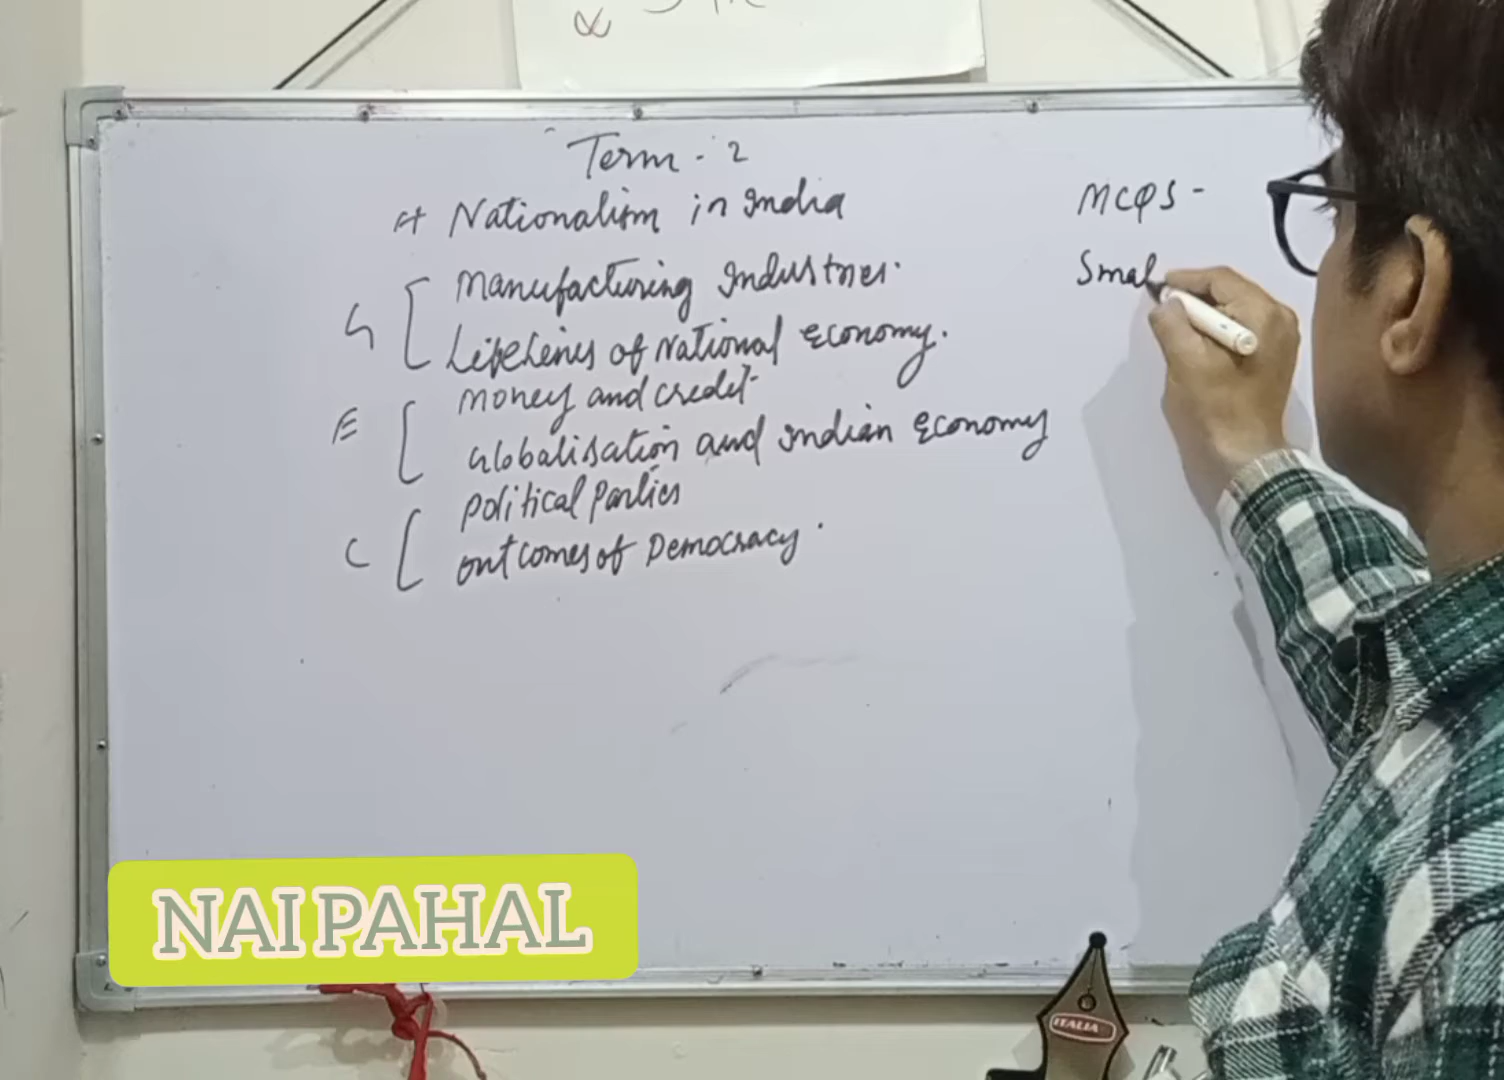 Term - 2
H Nationalism in India
MCQS -
G Manufacturing Industries.
Smal
Lifelines of National Economy.
E Money and credit
Globalisation and Indian Economy
C Political Parties
Outcomes of Democracy.
NAI PAHAL
ITALIA